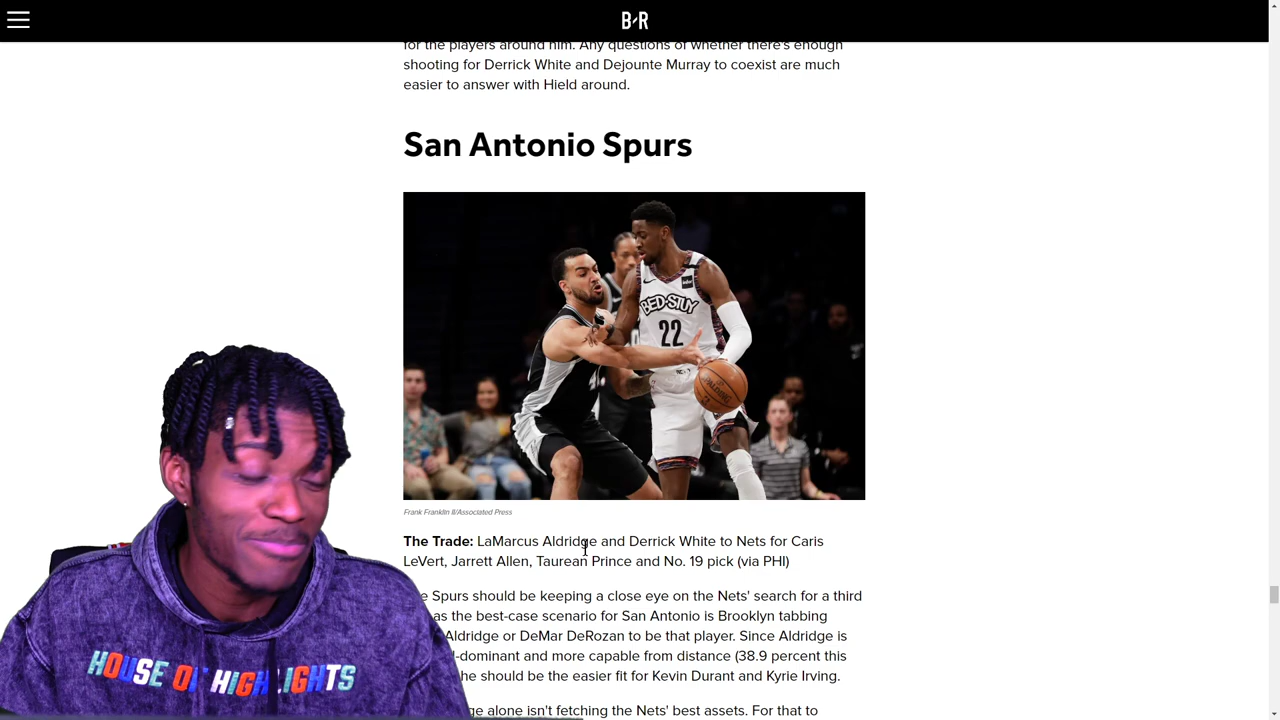 B/R
for the players around him. Any questions of whether there's enough
shooting for Derrick White and Dejounte Murray to coexist are much
easier to answer with Hield around.
San Antonio Spurs
BED-STUY
22
SPALDING
Frank Franklin II/Associated Press
The Trade: LaMarcus Aldridge and Derrick White to Nets for Caris
LeVert, Jarrett Allen, Taurean Prince and No. 19 pick (via PHI)
Spurs should be keeping a close eye on the Nets' search for a third
as the best-case scenario for San Antonio is Brooklyn tabbing
Aldridge or DeMar DeRozan to be that player. Since Aldridge is
-dominant and more capable from distance (38.9 percent this
he should be the easier fit for Kevin Durant and Kyrie Irving.
alone isn't fetching the Nets' best assets. For that to
HOUSE OF HIGHLIGHTS